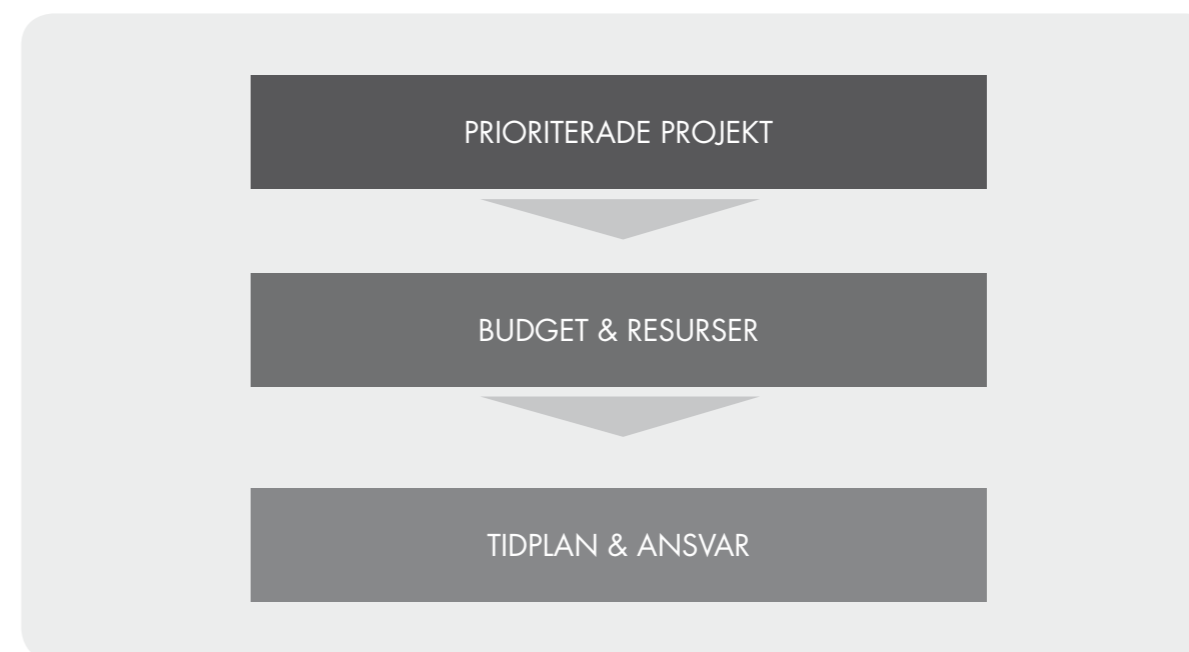 PRIORITERADE PROJEKT
BUDGET & RESURSER
TIDPLAN & ANSVAR